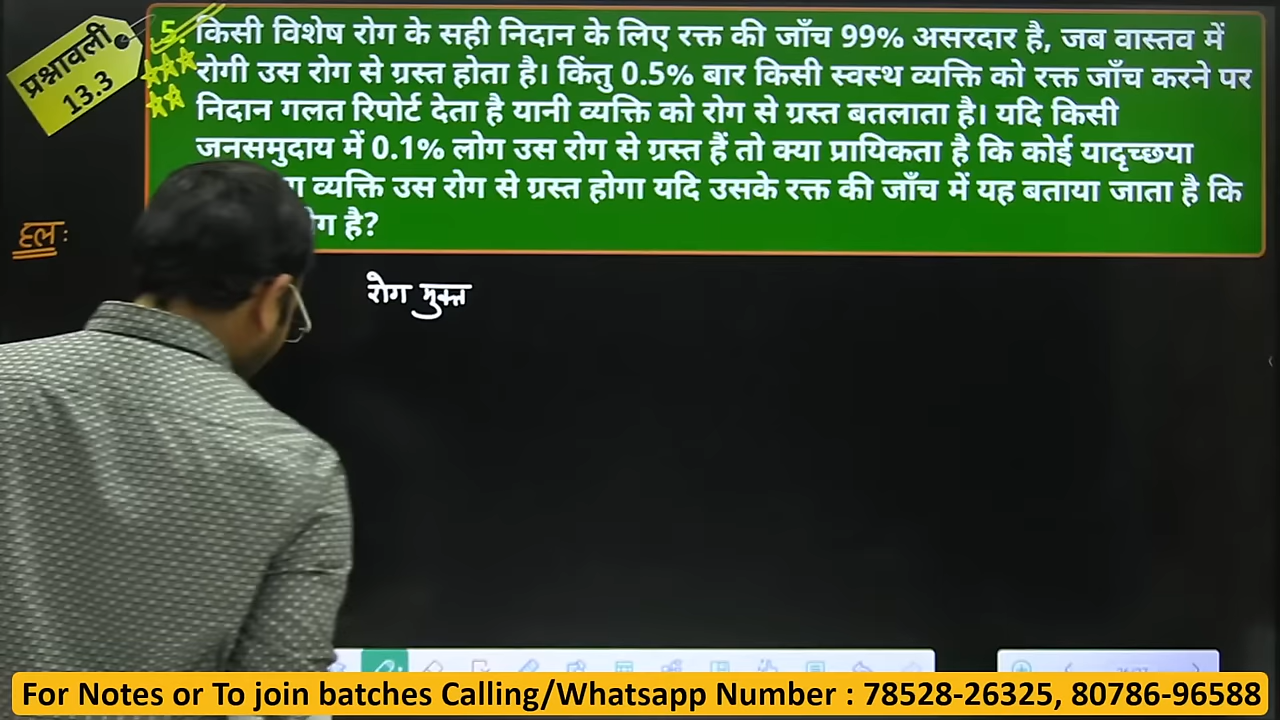 प्रश्नावली
13.3
5. किसी विशेष रोग के सही निदान के लिए रक्त की जाँच 99% असरदार है, जब वास्तव में
रोगी उस रोग से ग्रस्त होता है। किंतु 0.5% बार किसी स्वस्थ व्यक्ति को रक्त जाँच करने पर
निदान गलत रिपोर्ट देता है यानी व्यक्ति को रोग से ग्रस्त बतलाता है। यदि किसी
जनसमुदाय में 0.1% लोग उस रोग से ग्रस्त हैं तो क्या प्रायिकता है कि कोई यादृच्छया
व्यक्ति उस रोग से ग्रस्त होगा यदि उसके रक्त की जाँच में यह बताया जाता है कि
है?
हल:
रोग मुक्त
For Notes or To join batches Calling/Whatsapp Number : 78528-26325, 80786-96588